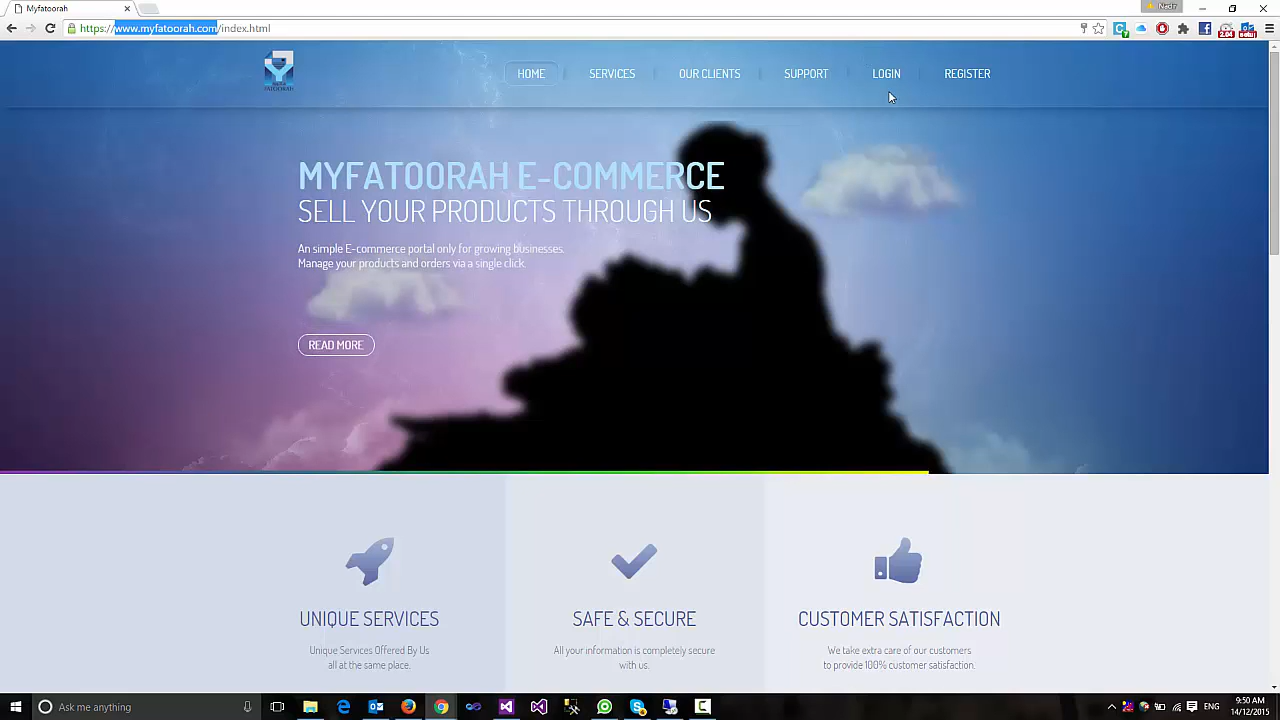 Myfatoorah
Nadir
https://www.myfatoorah.com/index.html
FATOORAH
HOME
SERVICES
OUR CLIENTS
SUPPORT
LOGIN
REGISTER
MYFATOORAH E-COMMERCE
SELL YOUR PRODUCTS THROUGH US
An simple E-commerce portal only for growing businesses.
Manage your products and orders via a single click.
READ MORE
UNIQUE SERVICES
Unique Services Offered By Us
all at the same place.
SAFE & SECURE
All your information is completely secure
with us.
CUSTOMER SATISFACTION
We take extra care of our customers
to provide 100% customer satisfaction.
Ask me anything
ENG
9:50 AM
14/12/2015